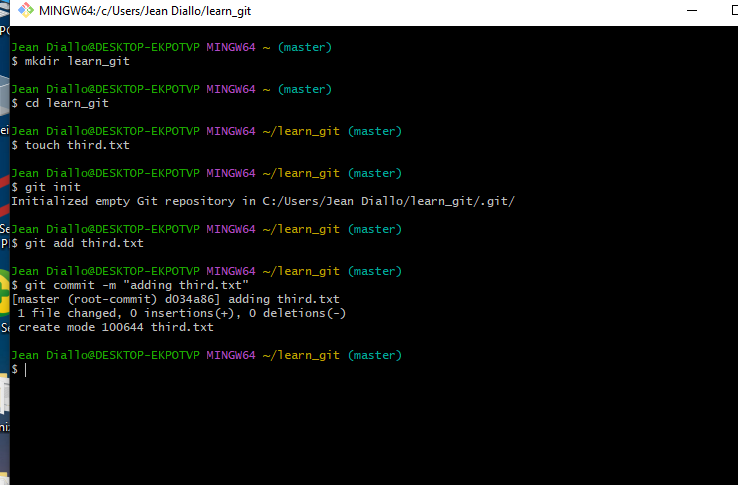 MINGW64:/c/Users/Jean Diallo/learn_git
Jean Diallo@DESKTOP-EKPOTVP MINGW64 ~ (master)
$ mkdir learn_git
Jean Diallo@DESKTOP-EKPOTVP MINGW64 ~ (master)
$ cd learn_git
Jean Diallo@DESKTOP-EKPOTVP MINGW64 ~/learn_git (master)
$ touch third.txt
Jean Diallo@DESKTOP-EKPOTVP MINGW64 ~/learn_git (master)
$ git init
Initialized empty Git repository in C:/Users/Jean Diallo/learn_git/.git/
Jean Diallo@DESKTOP-EKPOTVP MINGW64 ~/learn_git (master)
$ git add third.txt
Jean Diallo@DESKTOP-EKPOTVP MINGW64 ~/learn_git (master)
$ git commit -m "adding third.txt"
[master (root-commit) d034a86] adding third.txt
 1 file changed, 0 insertions(+), 0 deletions(-)
 create mode 100644 third.txt
Jean Diallo@DESKTOP-EKPOTVP MINGW64 ~/learn_git (master)
$